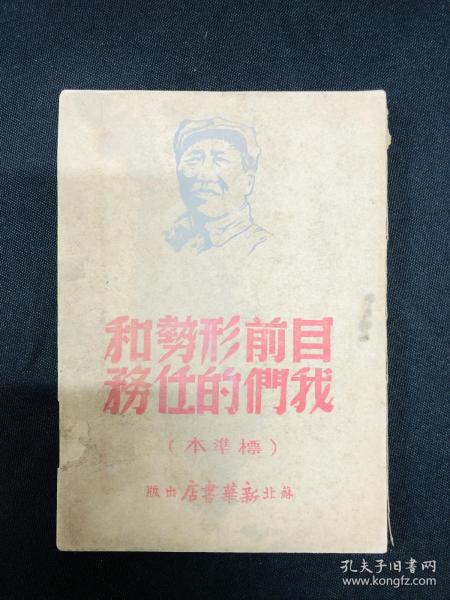 目前形勢和
我們的任務
（標準本）
蘇北新華書店出版
孔夫子旧书网
www.kongfz.com